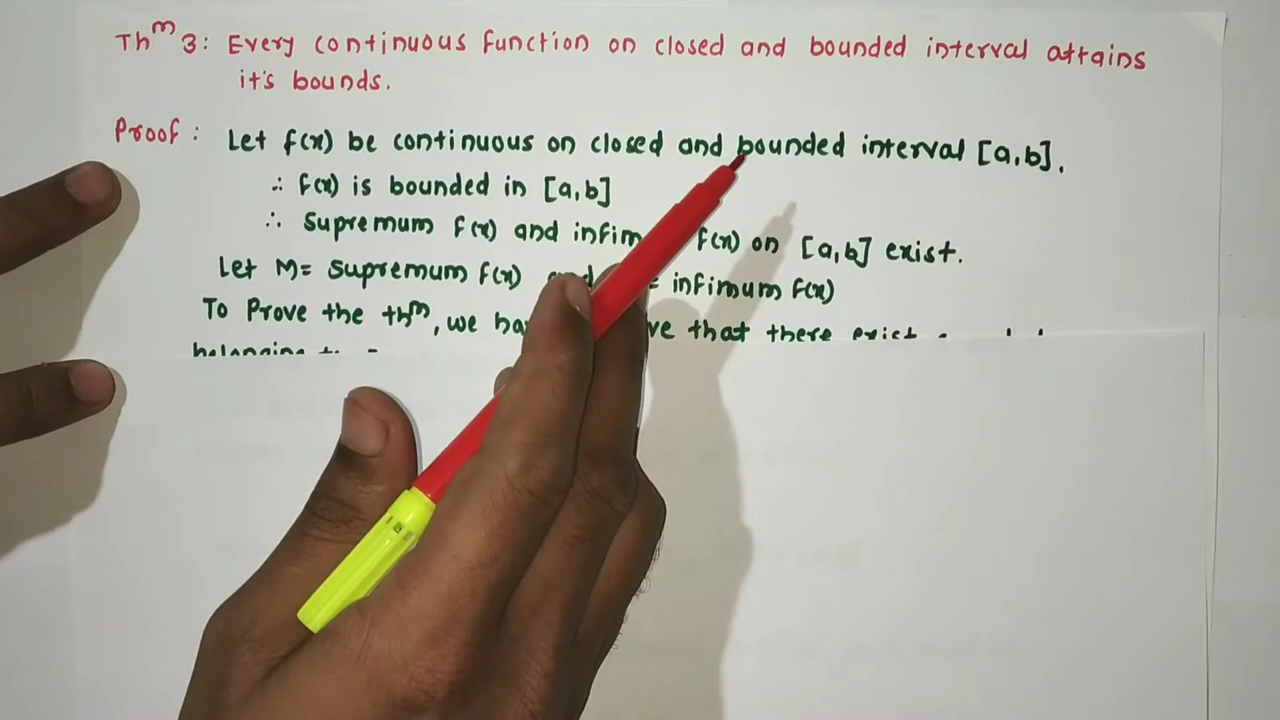 Thm 3: Every continuous function on closed and bounded interval attains
it's bounds.
Proof: Let f(x) be continuous on closed and bounded interval [a,b].
∴ f(x) is bounded in [a,b]
∴ Supremum f(x) and f(x) on [a,b] exist.
Let M= supremum f(x) = infimum f(x)
To Prove the thm, we that there